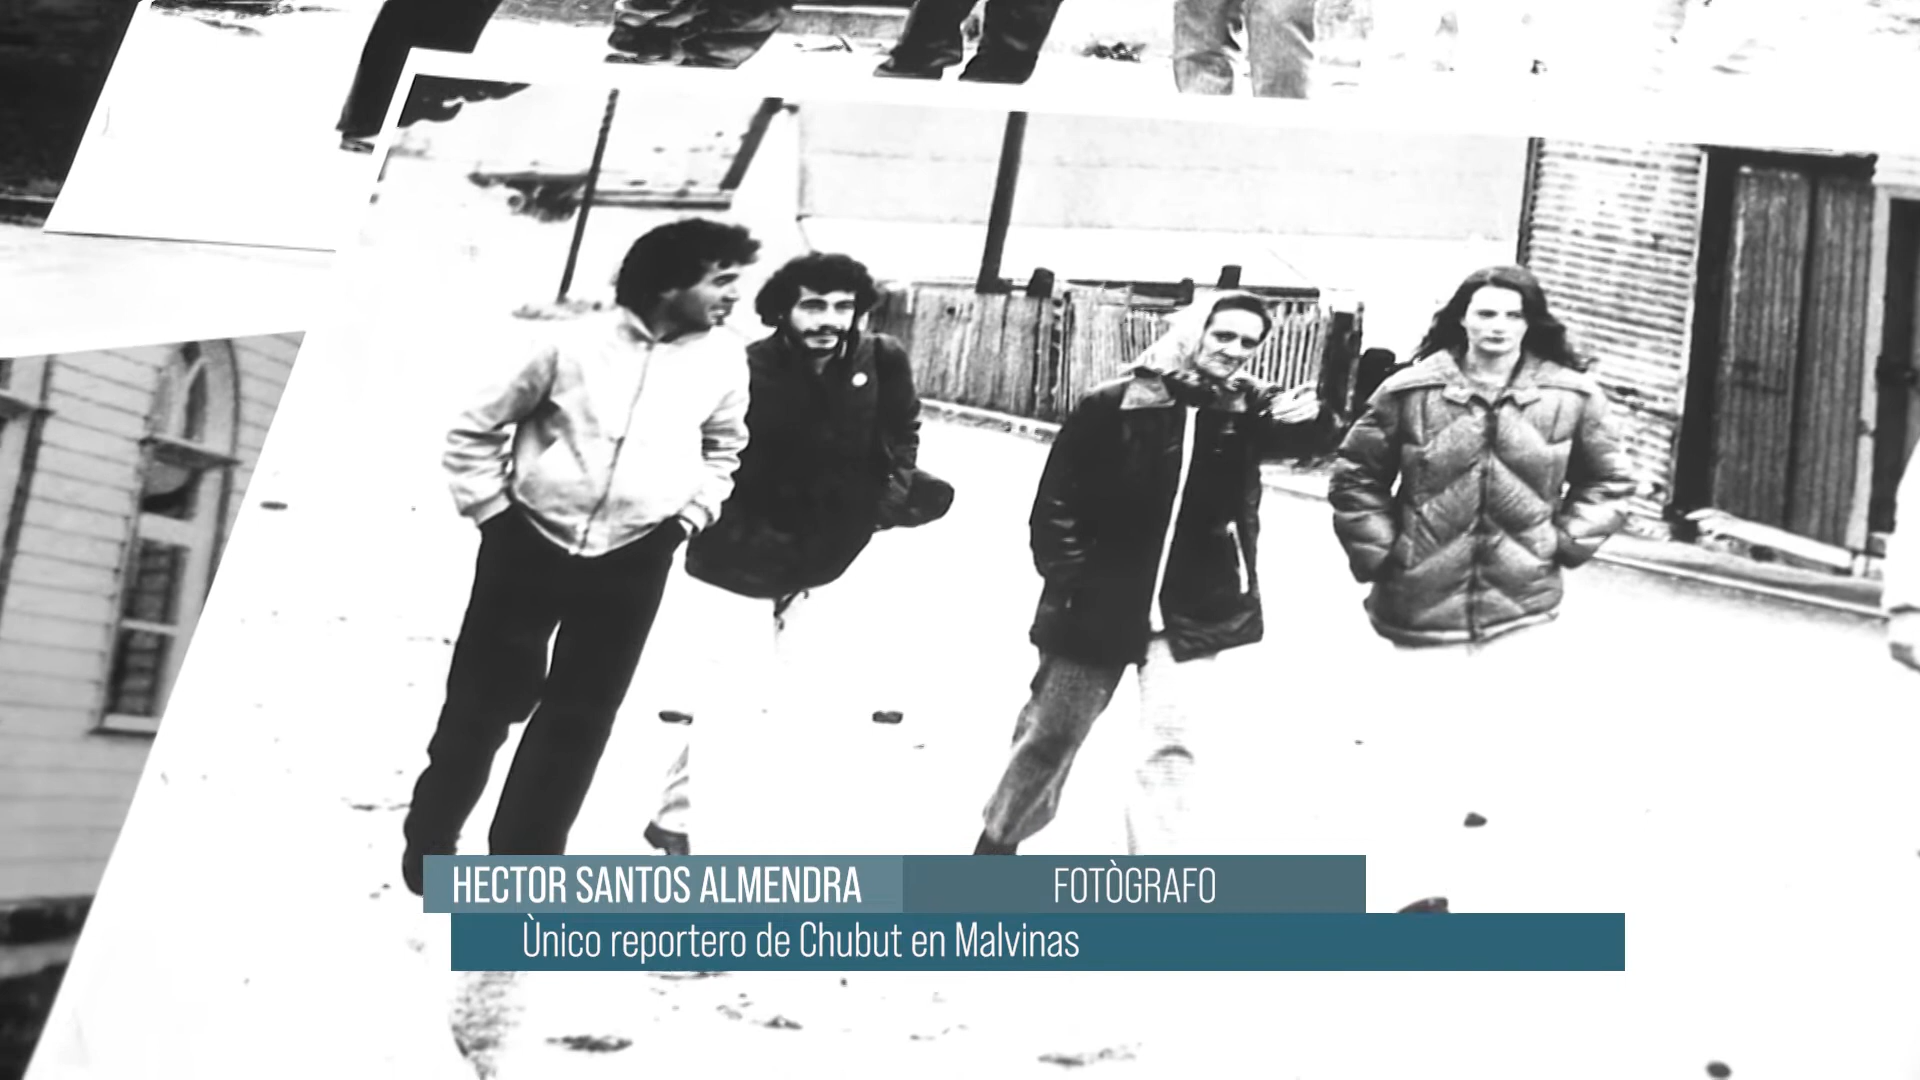 HECTOR SANTOS ALMENDRA
FOTÒGRAFO
Ùnico reportero de Chubut en Malvinas